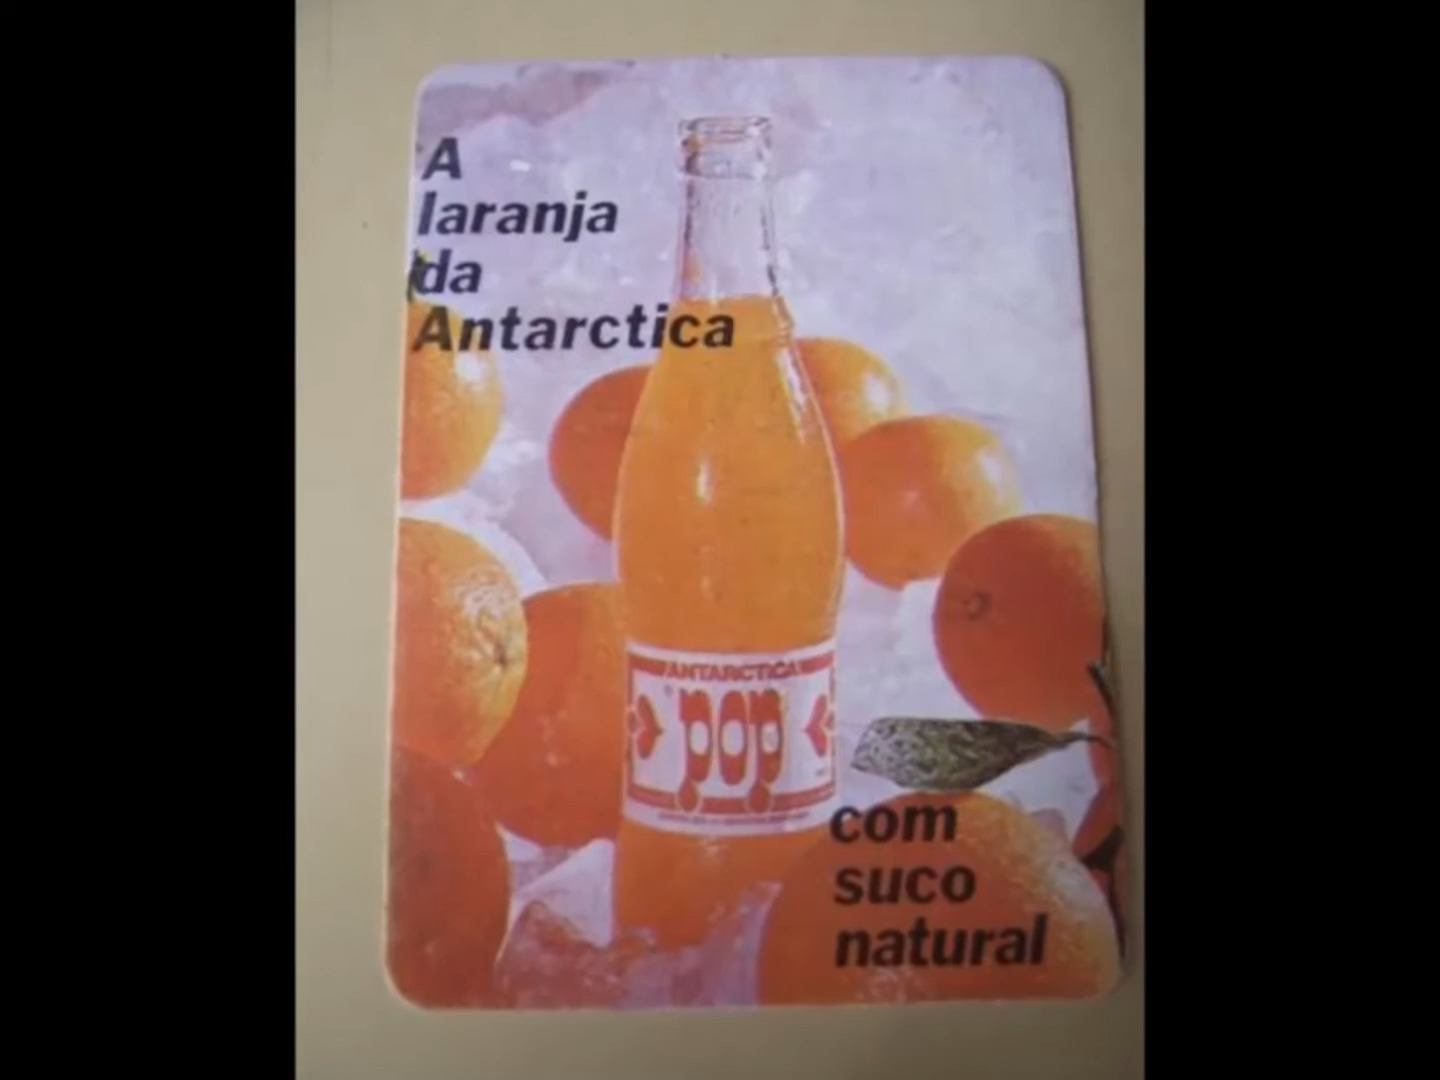 A
laranja
da
Antarctica
ANTARCTICA
pop
com
suco
natural